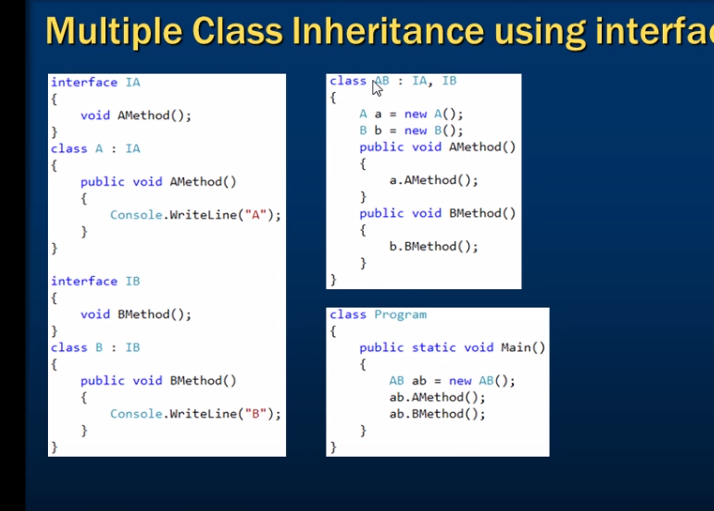 Multiple Class Inheritance using interfac
interface IA
{
void AMethod();
}
class A : IA
{
public void AMethod()
{
Console.WriteLine("A");
}
}
interface IB
{
void BMethod();
}
class B : IB
{
public void BMethod()
{
Console.WriteLine("B");
}
}
class AB : IA, IB
{
A a = new A();
B b = new B();
public void AMethod()
{
a.AMethod();
}
public void BMethod()
{
b.BMethod();
}
}
class Program
{
public static void Main()
{
AB ab = new AB();
ab.AMethod();
ab.BMethod();
}
}